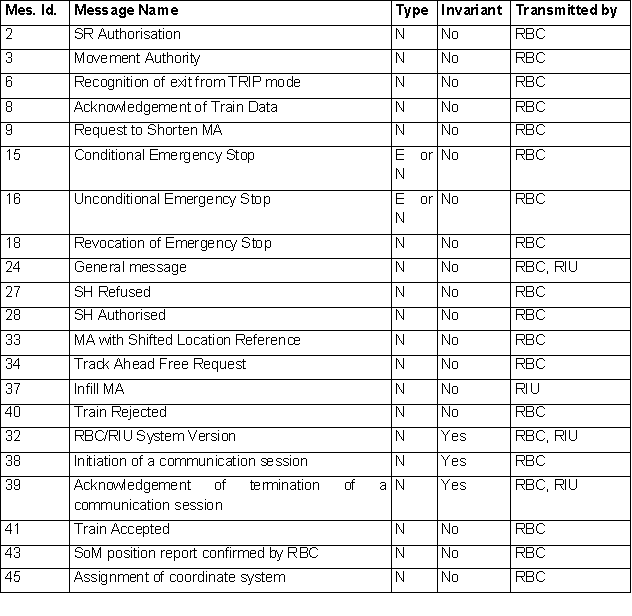 Mes. Id. Message Name Type Invariant Transmitted by
2 SR Authorisation N No RBC
3 Movement Authority N No RBC
6 Recognition of exit from TRIP mode N No RBC
8 Acknowledgement of Train Data N No RBC
9 Request to Shorten MA N No RBC
15 Conditional Emergency Stop E or No RBC
N
16 Unconditional Emergency Stop E or No RBC
N
18 Revocation of Emergency Stop N No RBC
24 General message N No RBC, RIU
27 SH Refused N No RBC
28 SH Authorised N No RBC
33 MA with Shifted Location Reference N No RBC
34 Track Ahead Free Request N No RBC
37 Infill MA N No RIU
40 Train Rejected N No RBC
32 RBC/RIU System Version N Yes RBC, RIU
38 Initiation of a communication session N Yes RBC
39 Acknowledgement of termination of a N Yes RBC, RIU
communication session
41 Train Accepted N No RBC
43 SoM position report confirmed by RBC N No RBC
45 Assignment of coordinate system N No RBC